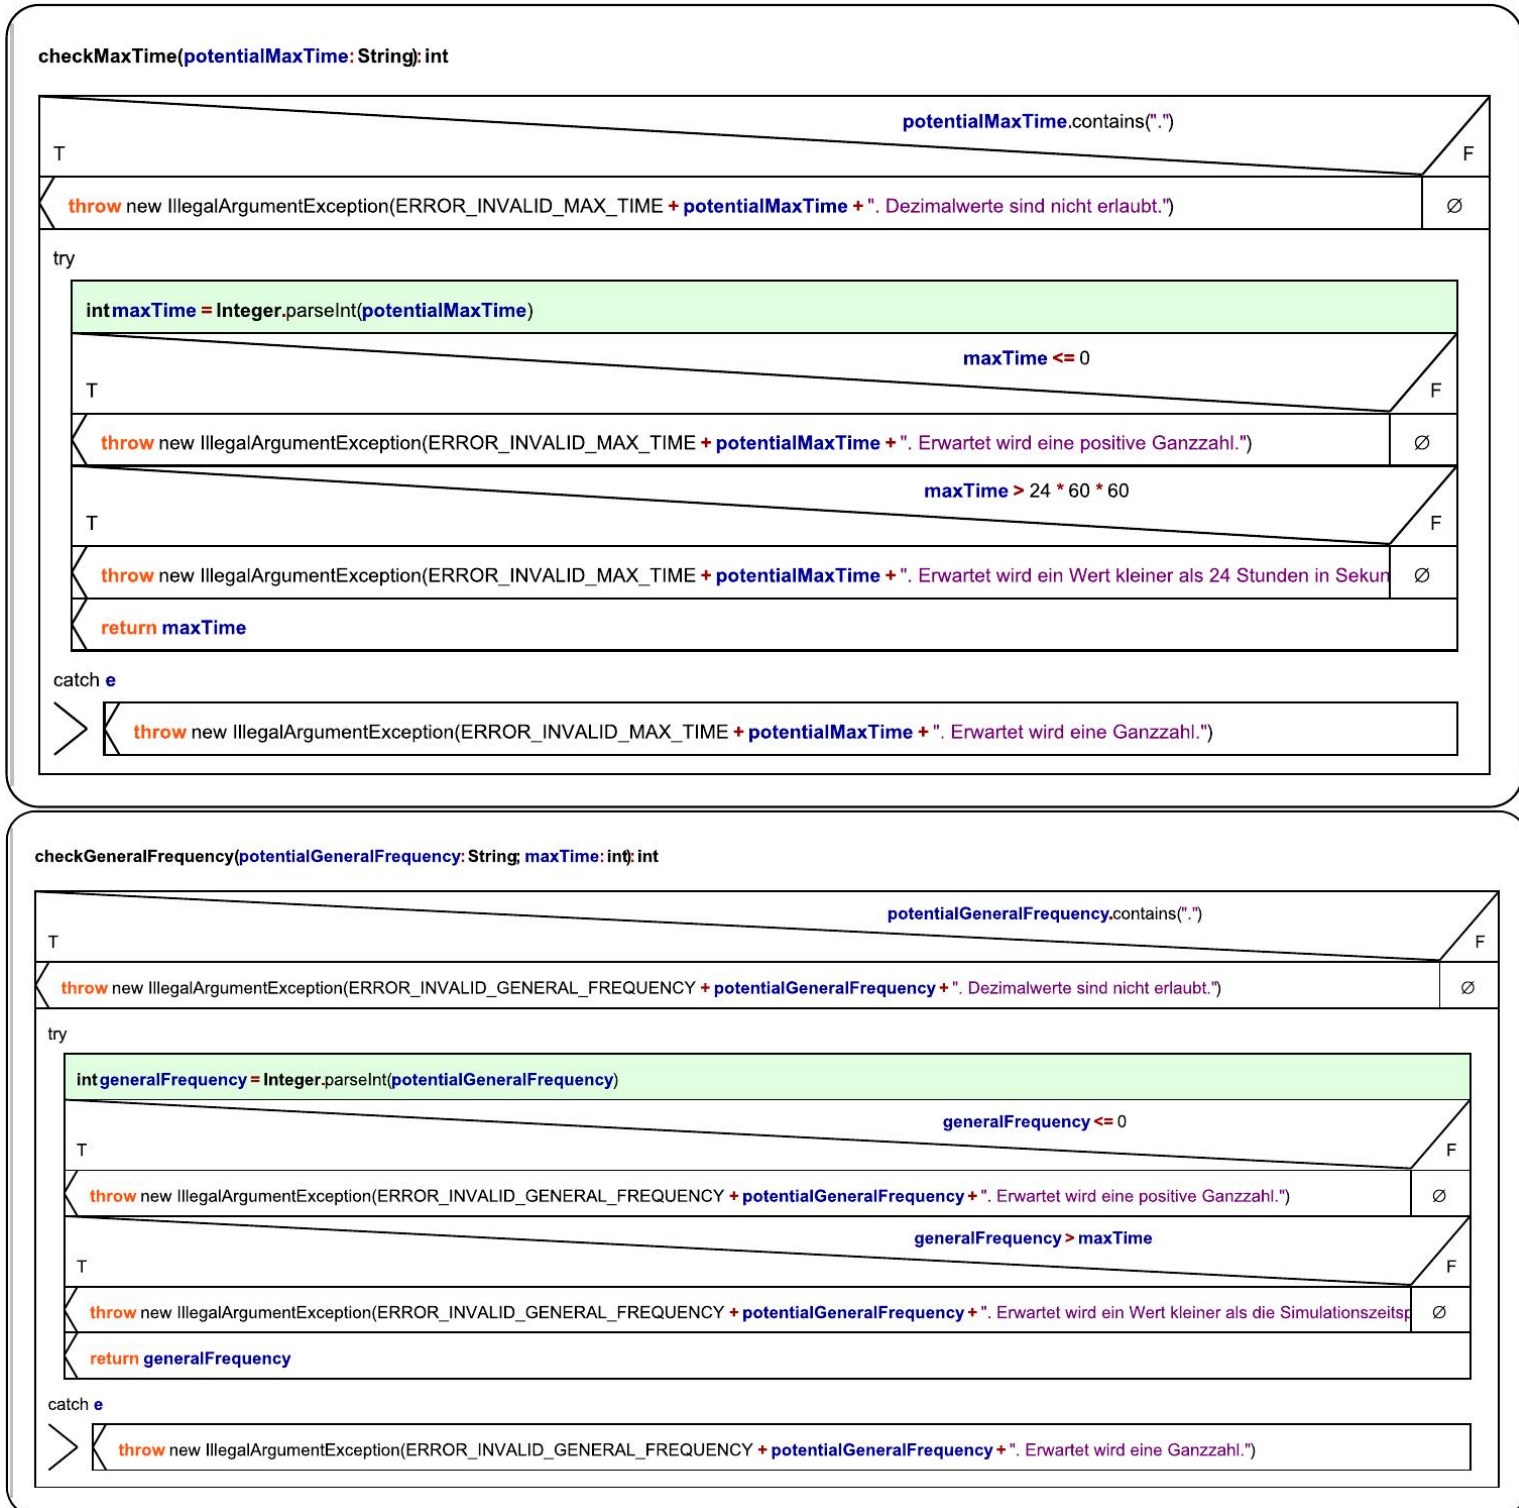 checkMaxTime(potentialMaxTime: String): int
potentialMaxTime.contains(".")
T
F
throw new IllegalArgumentException(ERROR_INVALID_MAX_TIME + potentialMaxTime + ". Dezimalwerte sind nicht erlaubt.")
∅
try
int maxTime = Integer.parseInt(potentialMaxTime)
maxTime <= 0
T
F
throw new IllegalArgumentException(ERROR_INVALID_MAX_TIME + potentialMaxTime + ". Erwartet wird eine positive Ganzzahl.")
∅
maxTime > 24 * 60 * 60
T
F
throw new IllegalArgumentException(ERROR_INVALID_MAX_TIME + potentialMaxTime + ". Erwartet wird ein Wert kleiner als 24 Stunden in Sekun
∅
return maxTime
catch e
throw new IllegalArgumentException(ERROR_INVALID_MAX_TIME + potentialMaxTime + ". Erwartet wird eine Ganzzahl.")
checkGeneralFrequency(potentialGeneralFrequency: String; maxTime: int): int
potentialGeneralFrequency.contains(".")
T
F
throw new IllegalArgumentException(ERROR_INVALID_GENERAL_FREQUENCY + potentialGeneralFrequency + ". Dezimalwerte sind nicht erlaubt.")
∅
try
int generalFrequency = Integer.parseInt(potentialGeneralFrequency)
generalFrequency <= 0
T
F
throw new IllegalArgumentException(ERROR_INVALID_GENERAL_FREQUENCY + potentialGeneralFrequency + ". Erwartet wird eine positive Ganzzahl.")
∅
generalFrequency > maxTime
T
F
throw new IllegalArgumentException(ERROR_INVALID_GENERAL_FREQUENCY + potentialGeneralFrequency + ". Erwartet wird ein Wert kleiner als die Simulationszeitsp
∅
return generalFrequency
catch e
throw new IllegalArgumentException(ERROR_INVALID_GENERAL_FREQUENCY + potentialGeneralFrequency + ". Erwartet wird eine Ganzzahl.")